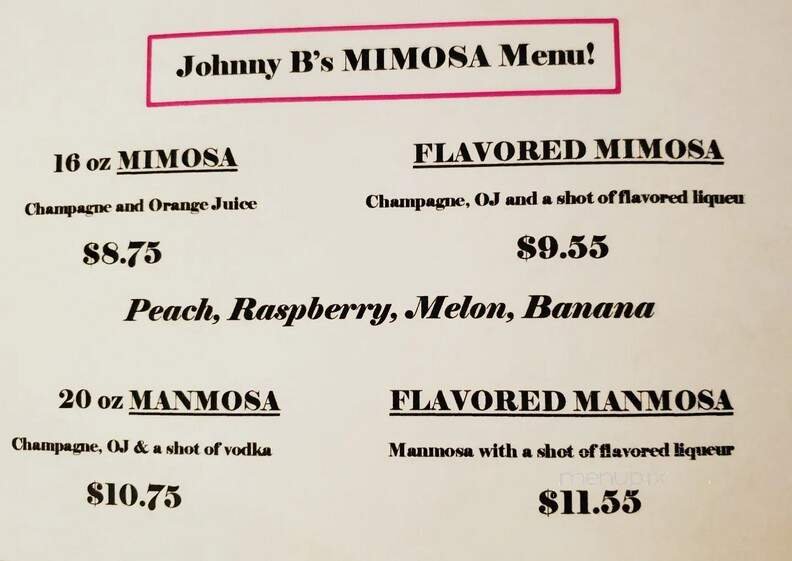 Johnny B's MIMOSA Menu!
16 oz MIMOSA
Champagne and Orange Juice
$8.75
FLAVORED MIMOSA
Champagne, OJ and a shot of flavored liqueu
$9.55
Peach, Raspberry, Melon, Banana
20 oz MANMOSA
Champagne, OJ & a shot of vodka
$10.75
FLAVORED MANMOSA
Manmosa with a shot of flavored liqueur
$11.55
menupix